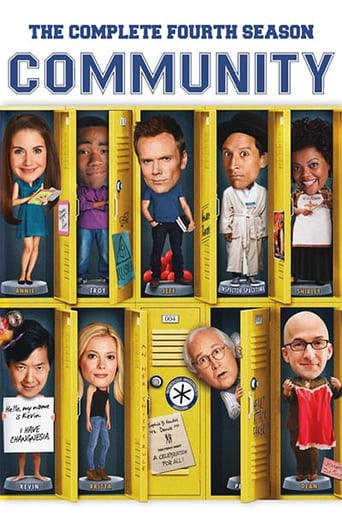 THE COMPLETE FOURTH SEASON
COMMUNITY
ANNIE
TROY
JEFF
INSPECTOR SPACETIME
SHIRLEY
004
Hello, my name
is Kevin.
I HAVE
CHANGNESIA.
A CELEBRATION
FOR ALL!
KEVIN
BRITTA
DEAN